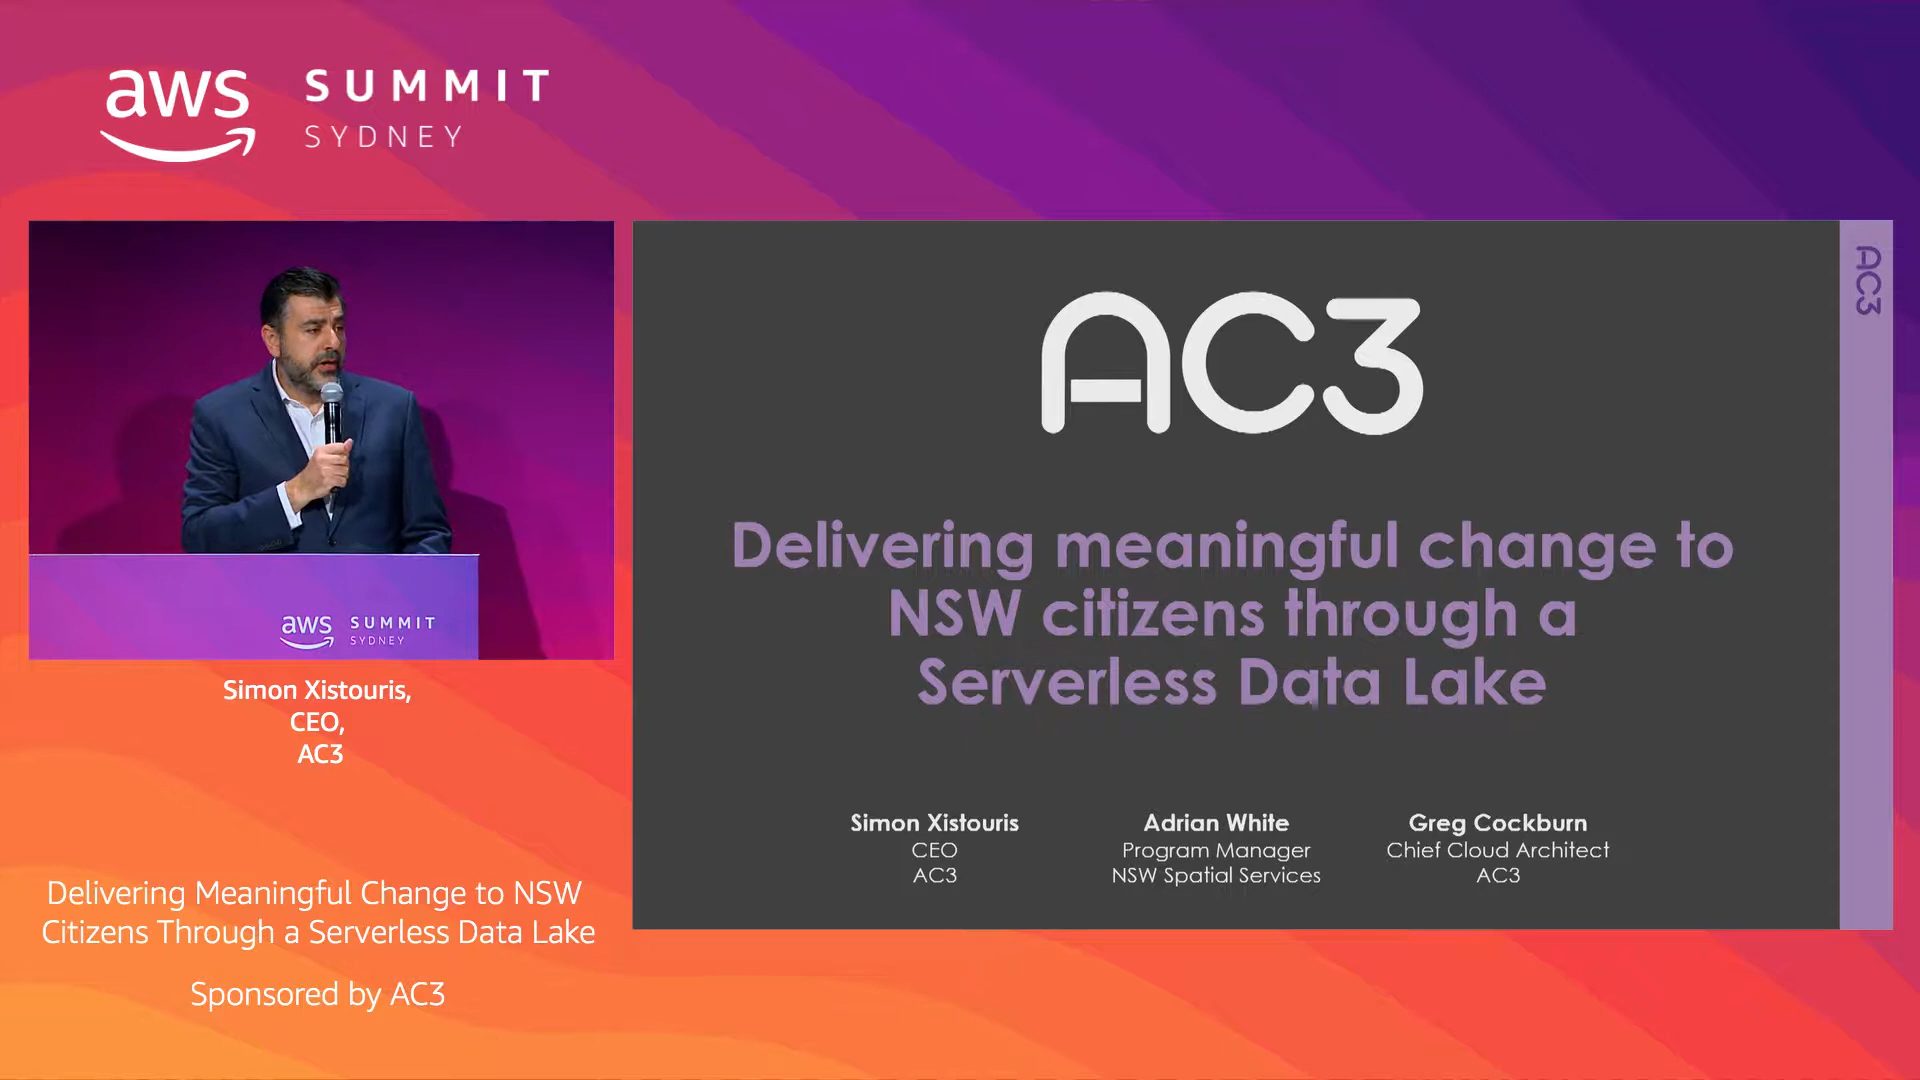 aws SUMMIT
SYDNEY
aws SUMMIT
SYDNEY
Simon Xistouris,
CEO,
AC3
Delivering Meaningful Change to NSW
Citizens Through a Serverless Data Lake
Sponsored by AC3
AC3
Delivering meaningful change to
NSW citizens through a
Serverless Data Lake
Simon Xistouris
CEO
AC3
Adrian White
Program Manager
NSW Spatial Services
Greg Cockburn
Chief Cloud Architect
AC3
AC3